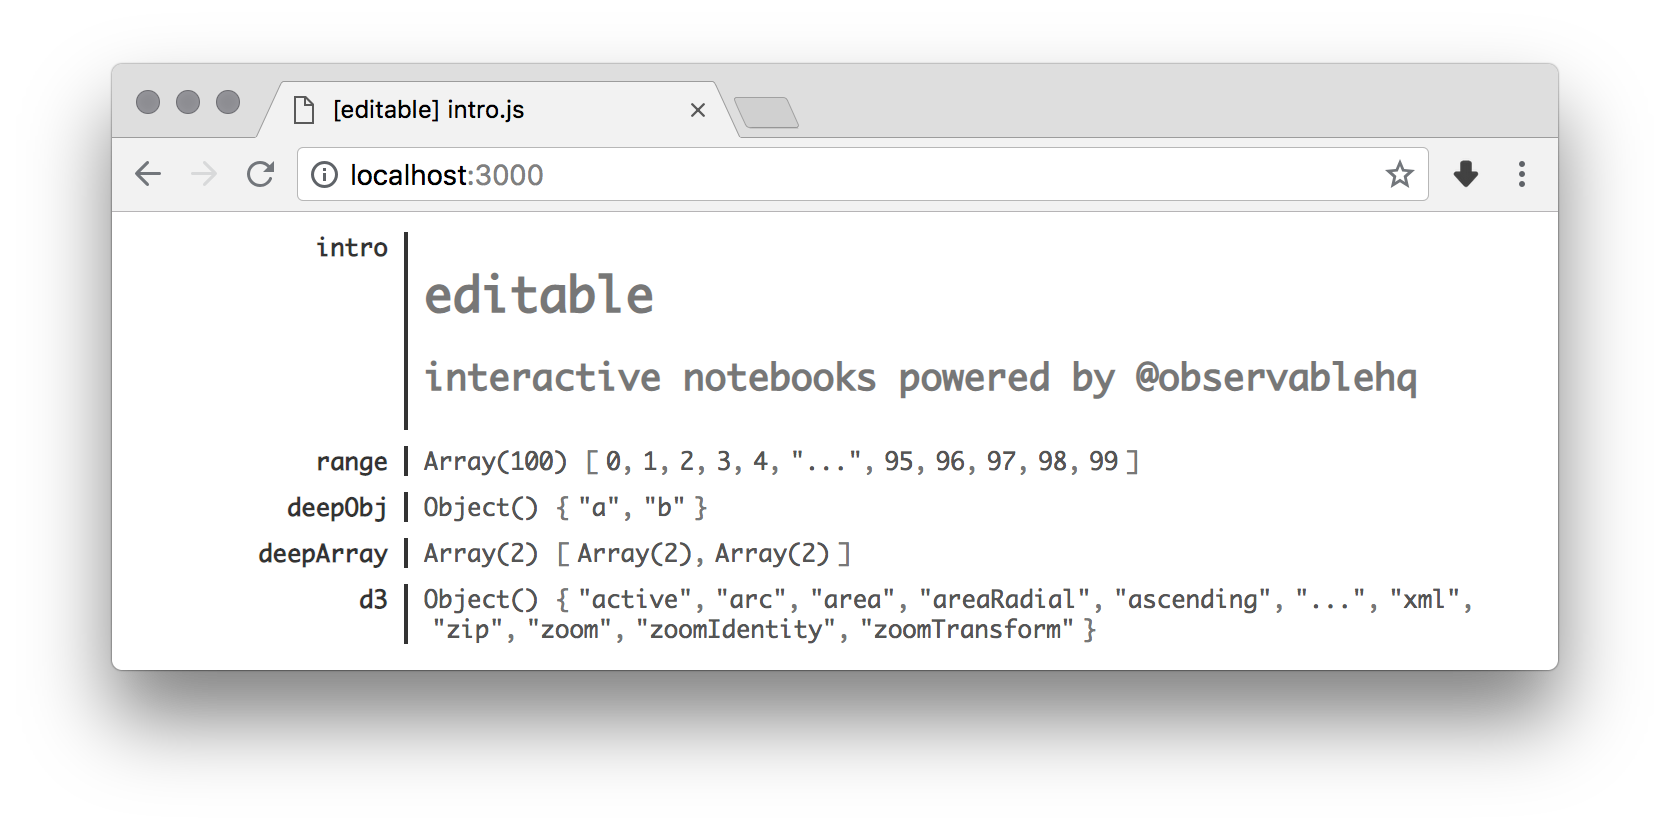 [editable] intro.js
localhost:3000
intro
editable
interactive notebooks powered by @observablehq
range Array(100) [ 0, 1, 2, 3, 4, "...", 95, 96, 97, 98, 99 ]
deepObj Object() { "a", "b" }
deepArray Array(2) [ Array(2), Array(2) ]
d3 Object() { "active", "arc", "area", "areaRadial", "ascending", "...", "xml",
"zip", "zoom", "zoomIdentity", "zoomTransform" }